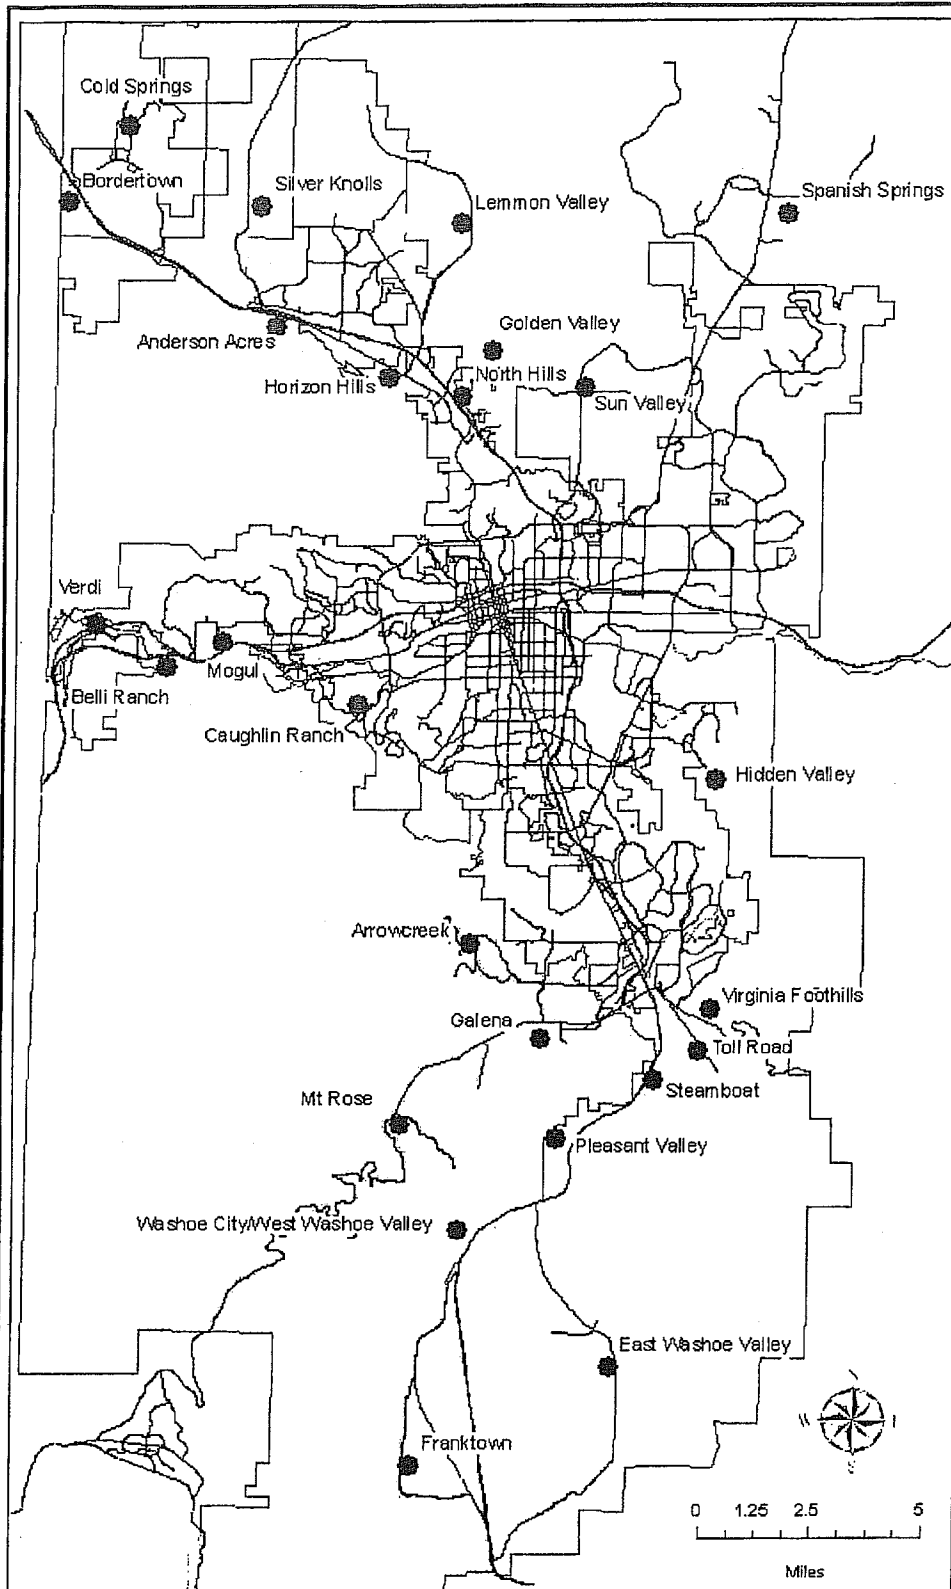 Cold Springs
Bordertown
Silver Knolls
Lemmon Valley
Spanish Springs
Anderson Acres
Golden Valley
Horizon Hills
North Hills
Sun Valley
Verdi
Mogul
Belli Ranch
Caughlin Ranch
Hidden Valley
Arrowcreek
Virginia Foothills
Galena
Toll Road
Steamboat
Mt Rose
Pleasant Valley
Washoe City/West Washoe Valley
East Washoe Valley
Franktown
W
S
0 1.25 2.5 5
Miles